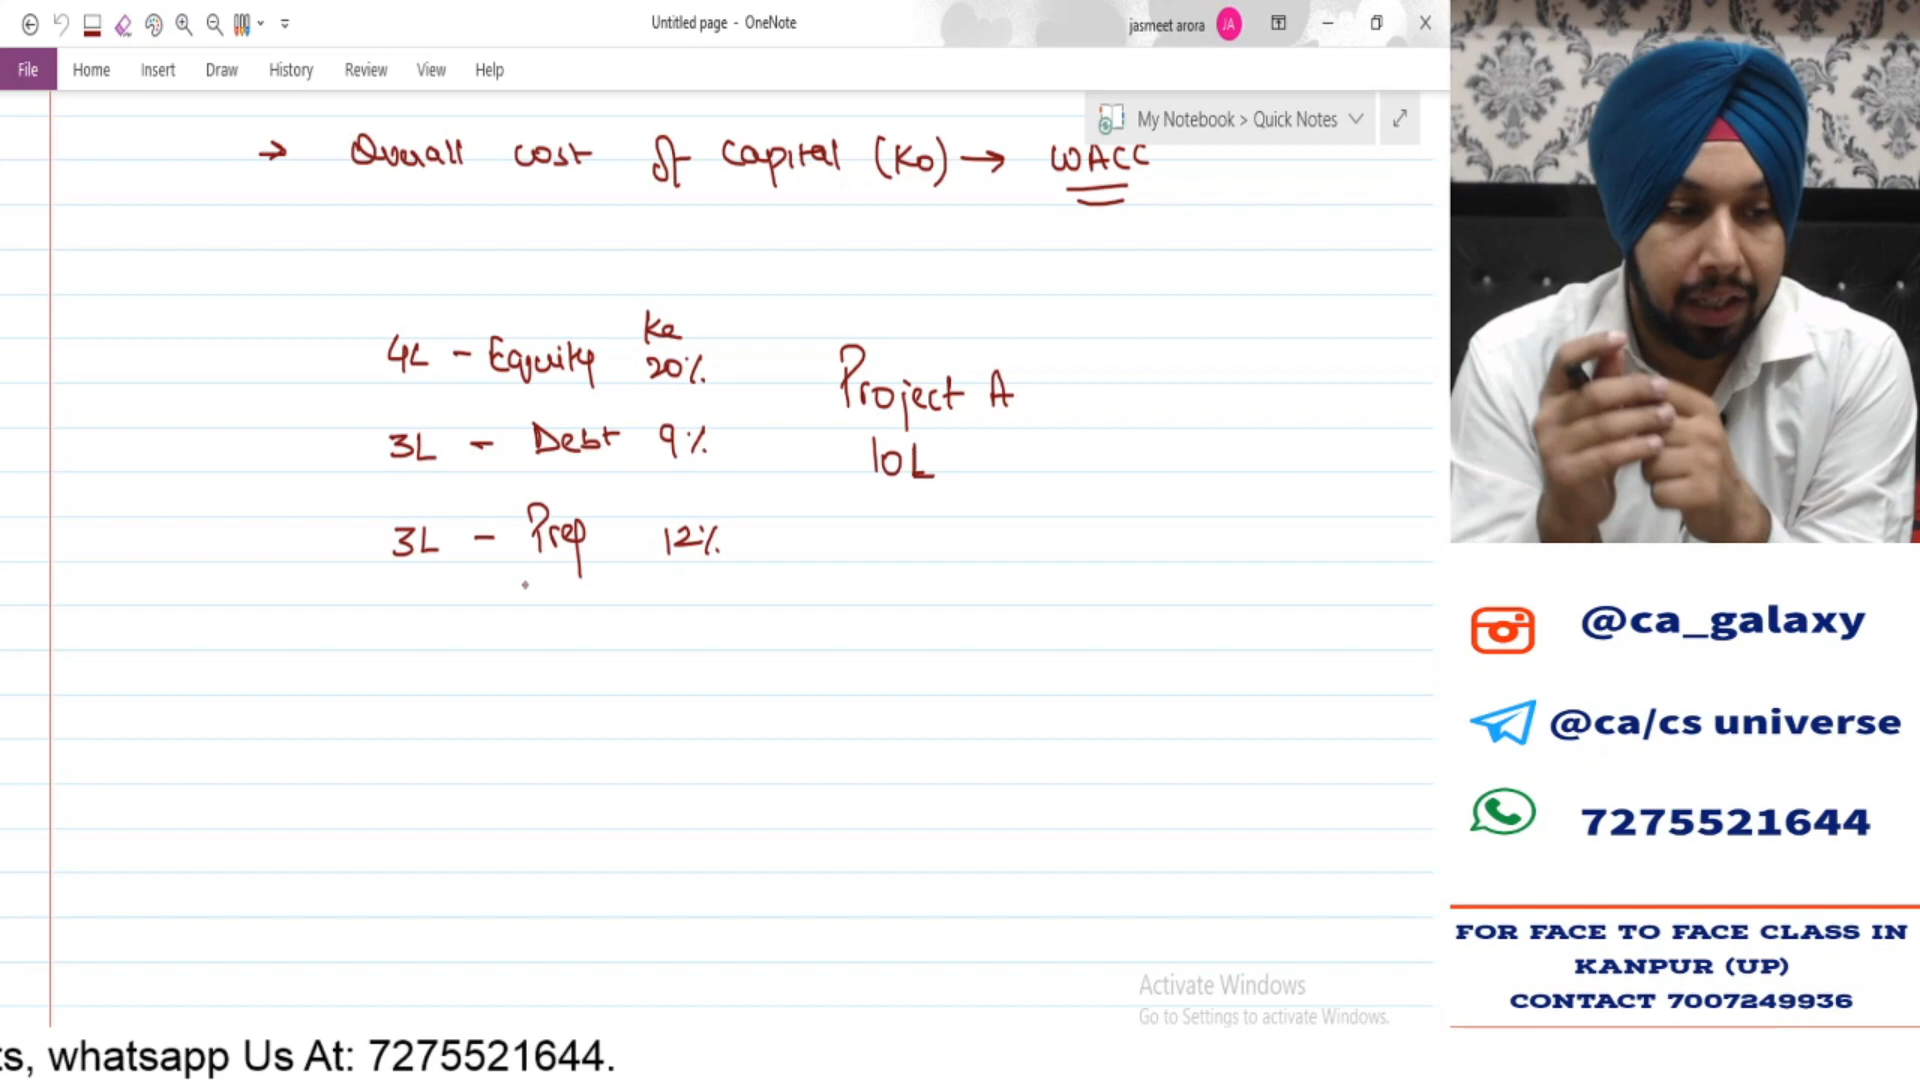 Untitled page - OneNote
jasmeet arora JA
File Home Insert Draw History Review View Help
My Notebook > Quick Notes
→ Overall cost of capital (Ko) → WACC
Ke
4L - Equity 20%
Project A
3L - Debt 9%
10L
3L - Pref 12%
@ca_galaxy
@ca/cs universe
7275521644
FOR FACE TO FACE CLASS IN
KANPUR (UP)
CONTACT 7007249936
Activate Windows
Go to Settings to activate Windows.
ts, whatsapp Us At: 7275521644.